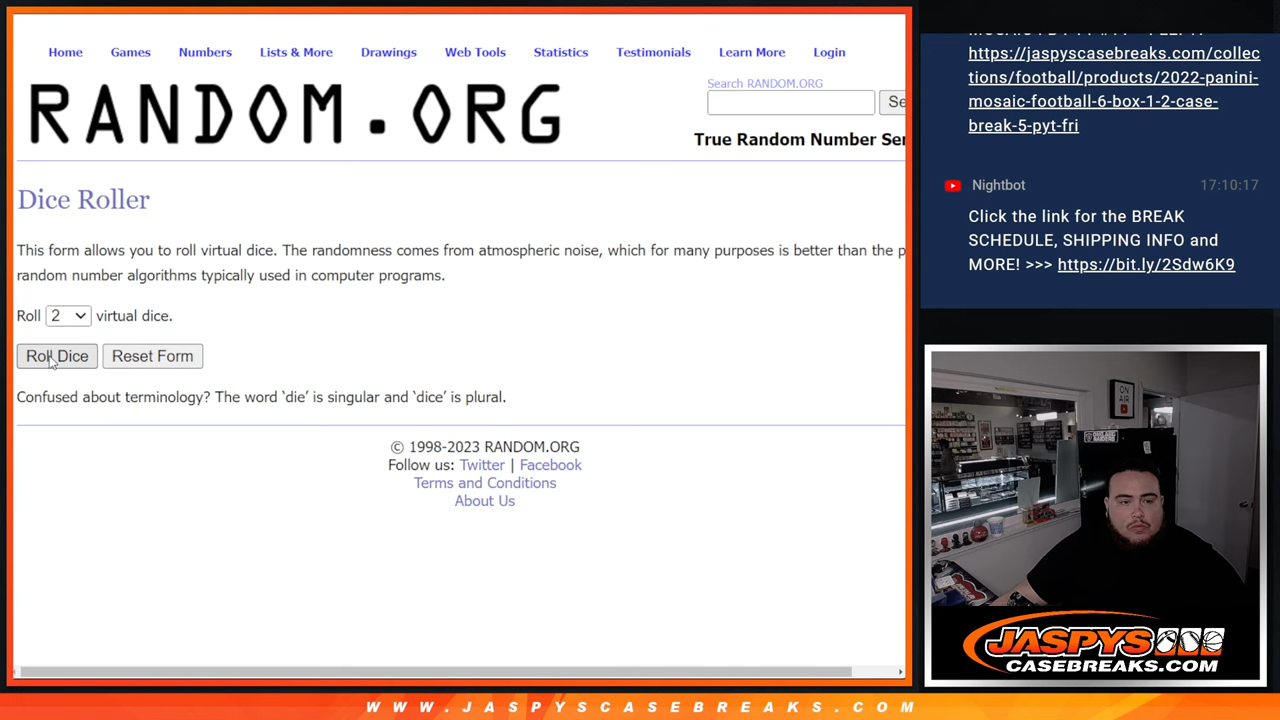 Home Games Numbers Lists & More Drawings Web Tools Statistics Testimonials Learn More Login
RANDOM.ORG
Search RANDOM.ORG
Se
True Random Number Ser
Dice Roller
This form allows you to roll virtual dice. The randomness comes from atmospheric noise, which for many purposes is better than the p
random number algorithms typically used in computer programs.
Roll 2 virtual dice.
Roll Dice Reset Form
Confused about terminology? The word ‘die’ is singular and ‘dice’ is plural.
© 1998-2023 RANDOM.ORG
Follow us: Twitter | Facebook
Terms and Conditions
About Us
https://jaspyscasebreaks.com/collec
tions/football/products/2022-panini-
mosaic-football-6-box-1-2-case-
break-5-pyt-fri
Nightbot 17:10:17
Click the link for the BREAK
SCHEDULE, SHIPPING INFO and
MORE! >>> https://bit.ly/2Sdw6K9
ON
AIR
JASPYS
CASEBREAKS.COM
WWW.JASPYSCASEBREAKS.COM